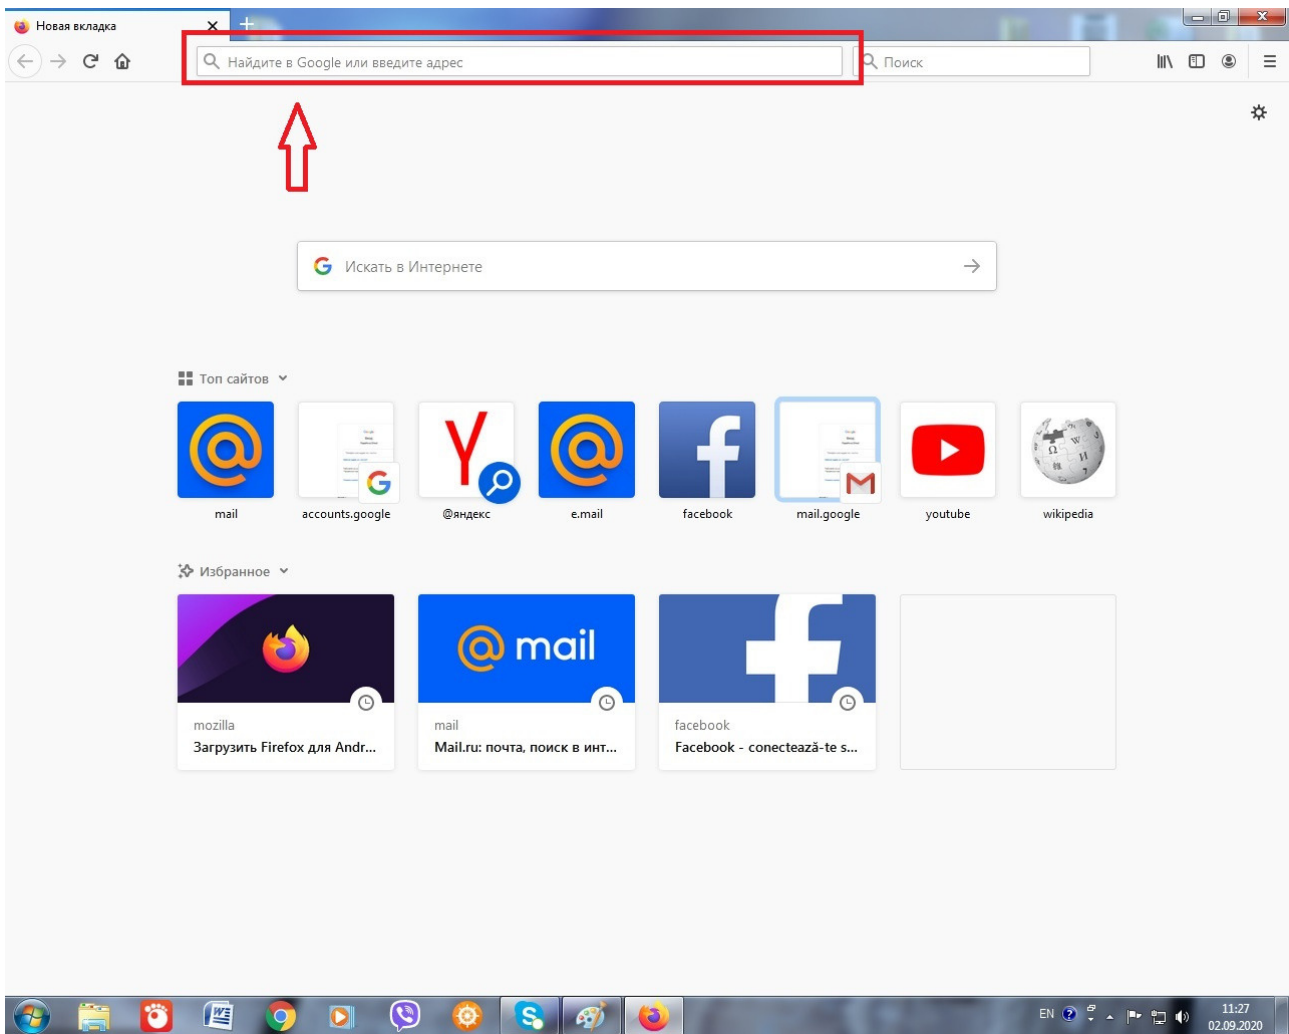 Новая вкладка
Найдите в Google или введите адрес
Поиск
Искать в Интернете
Топ сайтов
mail
accounts.google
@яндекс
e.mail
facebook
mail.google
youtube
wikipedia
Избранное
mail
mozilla
Загрузить Firefox для Andr...
mail
Mail.ru: почта, поиск в инт...
facebook
Facebook - conectează-te s...
EN
11:27
02.09.2020